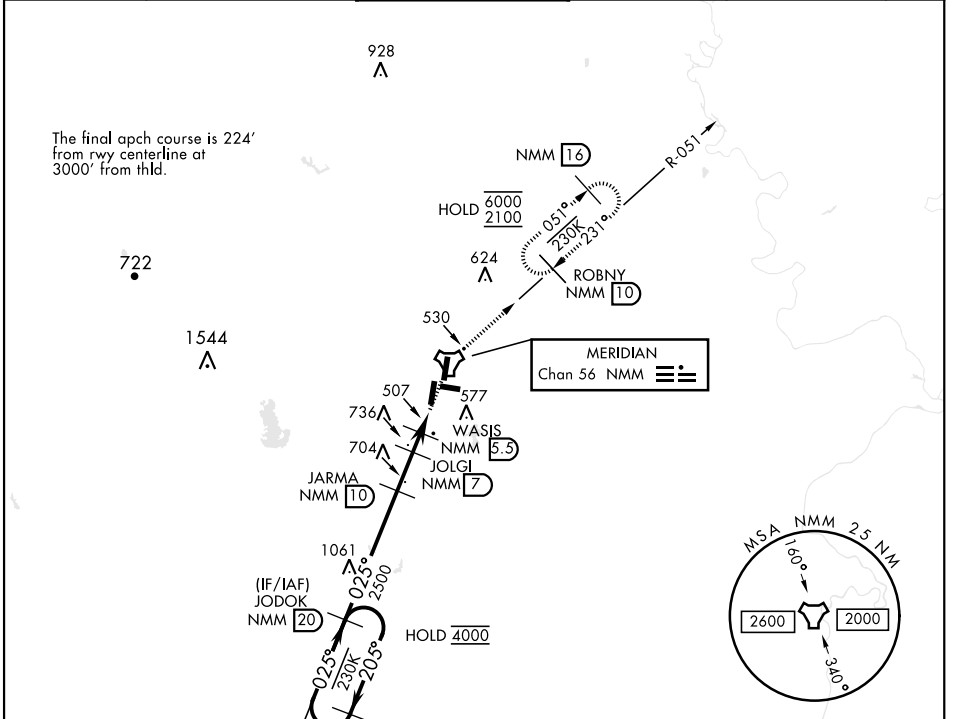 928
The final apch course is 224'
from rwy centerline at
3000' from thld.
NMM 16
R-051
HOLD 6000
2100
051°
230K
231°
722
624
ROBNY
NMM 10
530
1544
MERIDIAN
Chan 56 NMM
507
577
736
WASIS
NMM 5.5
704
JOLGI
NMM 7
JARMA
NMM 10
1061
025°
2500
(IF/IAF)
JODOK
NMM 20
HOLD 4000
025°
230K
205°
MSA NMM 25 NM
160°
2600
2000
340°